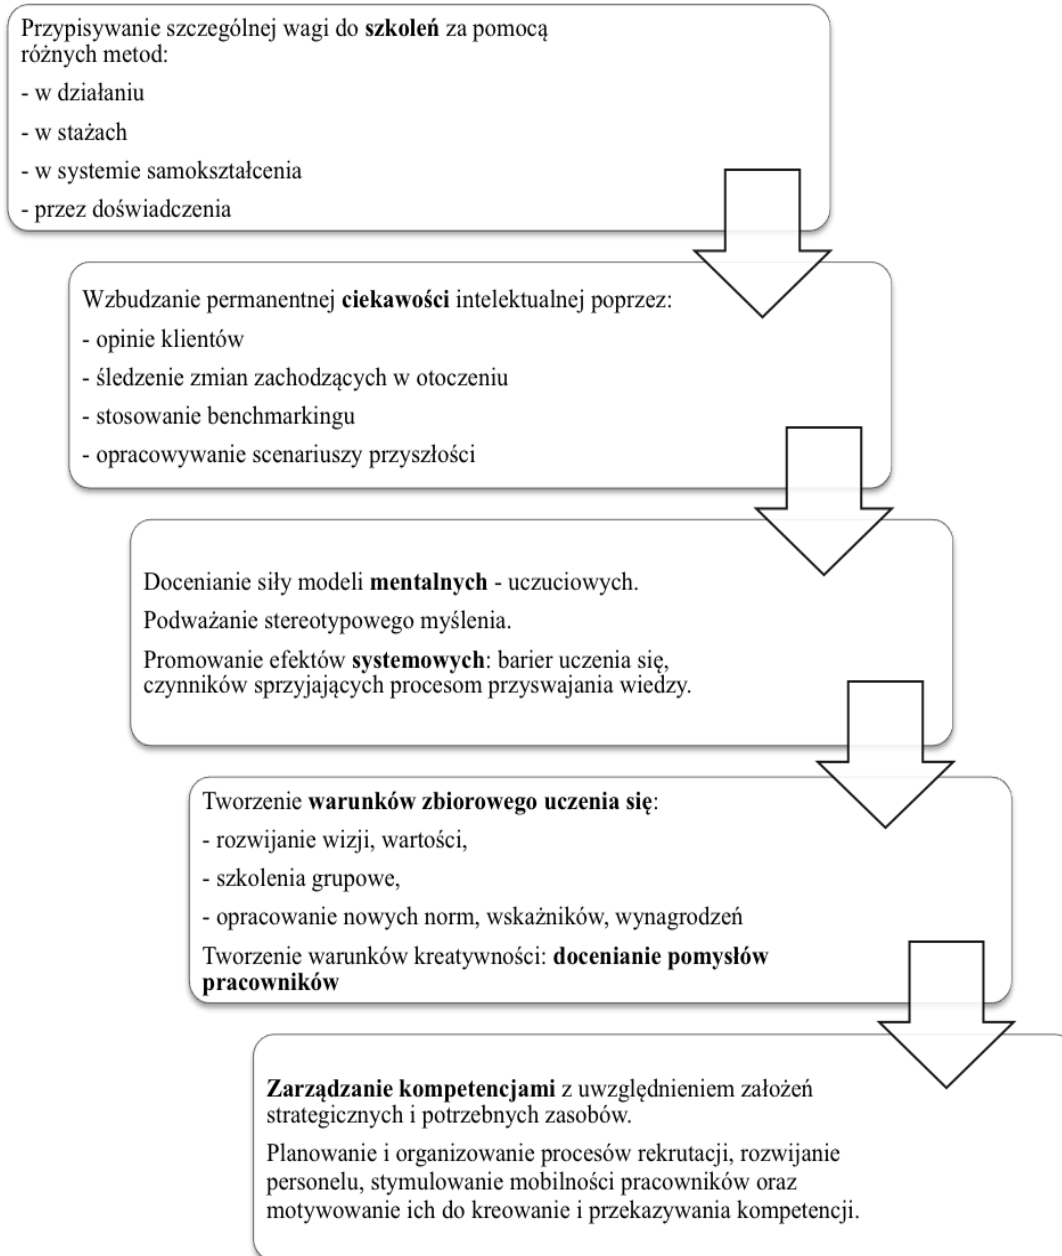 Przypisywanie szczególnej wagi do szkoleń za pomocą
różnych metod:
- w działaniu
- w stażach
- w systemie samokształcenia
- przez doświadczenia
Wzbudzanie permanentnej ciekawości intelektualnej poprzez:
- opinie klientów
- śledzenie zmian zachodzących w otoczeniu
- stosowanie benchmarkingu
- opracowywanie scenariuszy przyszłości
Docenianie siły modeli mentalnych - uczuciowych.
Podważanie stereotypowego myślenia.
Promowanie efektów systemowych: barier uczenia się,
czynników sprzyjających procesom przyswajania wiedzy.
Tworzenie warunków zbiorowego uczenia się:
- rozwijanie wizji, wartości,
- szkolenia grupowe,
- opracowanie nowych norm, wskażników, wynagrodzeń
Tworzenie warunków kreatywności: docenianie pomysłów
pracowników
Zarządzanie kompetencjami z uwzględnieniem założeń
strategicznych i potrzebnych zasobów.
Planowanie i organizowanie procesów rekrutacji, rozwijanie
personelu, stymulowanie mobilności pracowników oraz
motywowanie ich do kreowanie i przekazywania kompetencji.